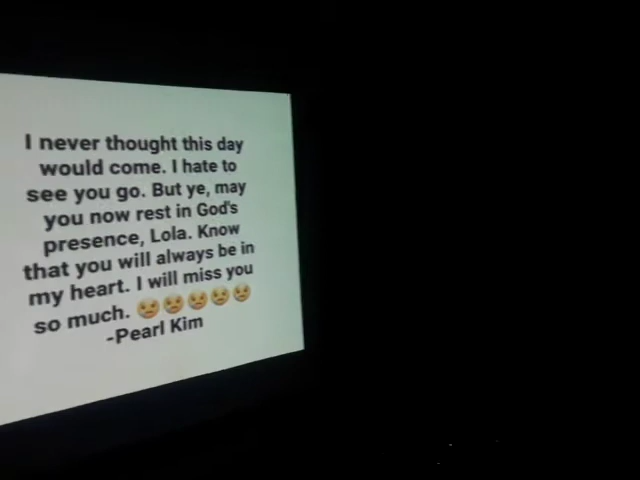 I never thought this day
would come. I hate to
see you go. But ye, may
you now rest in God's
presence, Lola. Know
that you will always be in
my heart. I will miss you
so much. 😢😢😢😢😢
-Pearl Kim